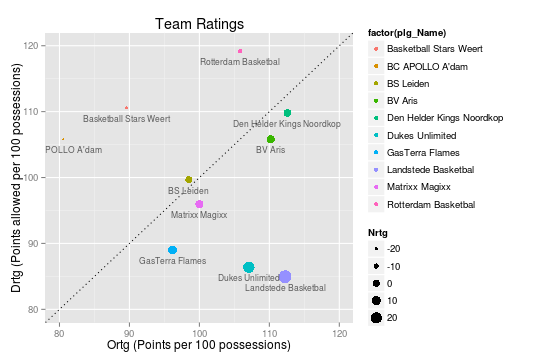 Team Ratings
Drtg (Points allowed per 100 possessions)
120
110
100
90
80
Rotterdam Basketbal
Basketball Stars Weert
Den Helder Kings Noordkop
POLLO A'dam
BV Aris
BS Leiden
Matrixx Magixx
GasTerra Flames
Dukes Unlimited
Landstede Basketbal
80
90
100
110
120
Ortg (Points per 100 possessions)
factor(plg_Name)
Basketball Stars Weert
BC APOLLO A'dam
BS Leiden
BV Aris
Den Helder Kings Noordkop
Dukes Unlimited
GasTerra Flames
Landstede Basketbal
Matrixx Magixx
Rotterdam Basketbal
Nrtg
-20
-10
0
10
20